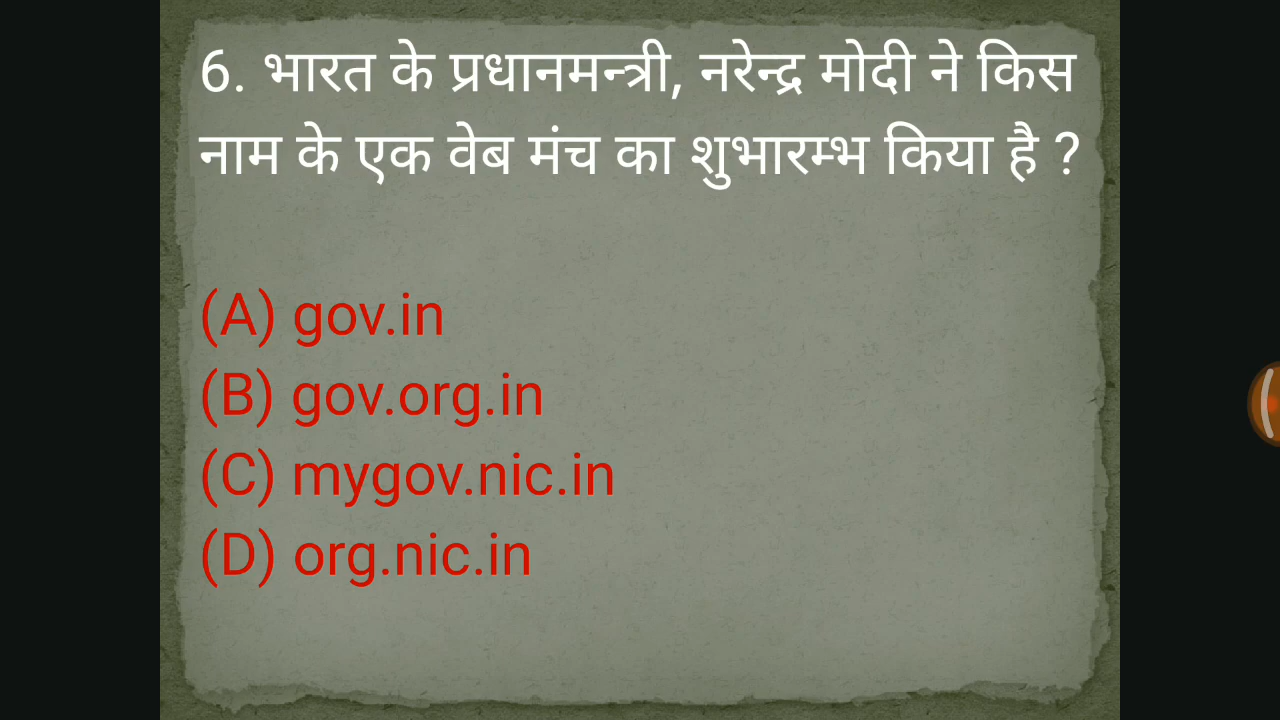 6. भारत के प्रधानमन्त्री, नरेन्द्र मोदी ने किस
नाम के एक वेब मंच का शुभारम्भ किया है ?
(A) gov.in
(B) gov.org.in
(C) mygov.nic.in
(D) org.nic.in